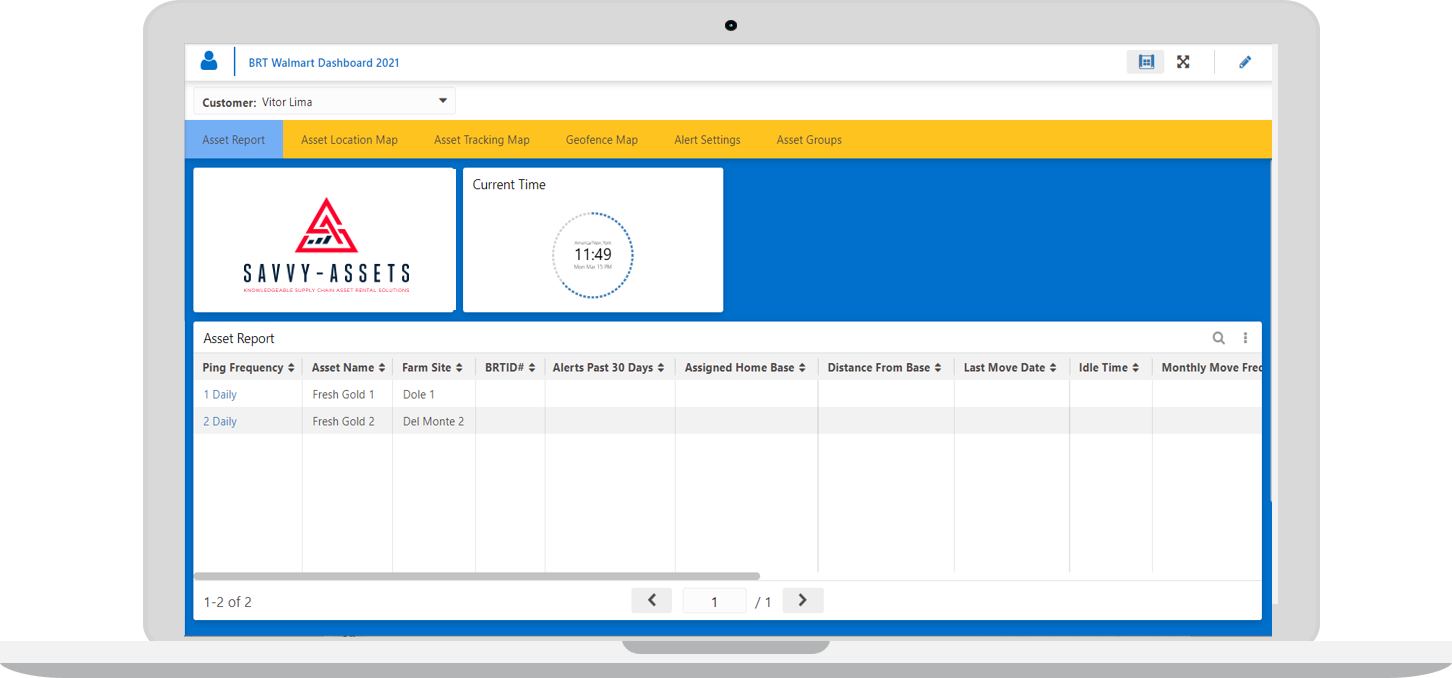 BRT Walmart Dashboard 2021
Customer: Vitor Lima
Asset Report Asset Location Map Asset Tracking Map Geofence Map Alert Settings Asset Groups
SAVVY-ASSETS
KNOWLEDGEABLE SUPPLY CHAIN ASSET RENTAL SOLUTIONS
Current Time
America/New York
11:49
Mon Mar 15 PM
Asset Report
Ping Frequency Asset Name Farm Site BRTID# Alerts Past 30 Days Assigned Home Base Distance From Base Last Move Date Idle Time Monthly Move Frec
1 Daily Fresh Gold 1 Dole 1
2 Daily Fresh Gold 2 Del Monte 2
1-2 of 2 1 / 1